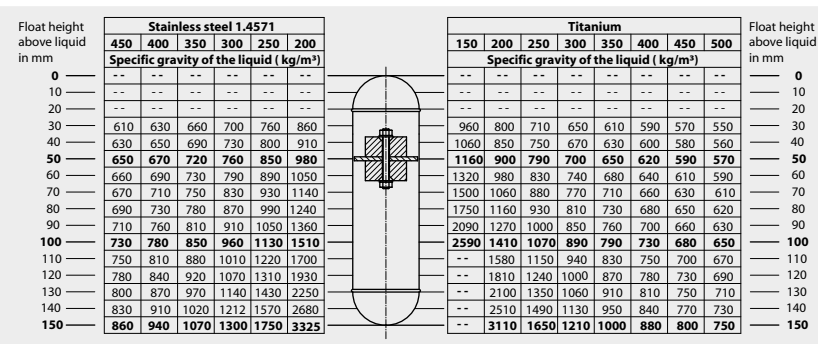 Float height above liquid in mm | Stainless steel 1.4571 | Titanium | Float height above liquid in mm
450 400 350 300 250 200 | 150 200 250 300 350 400 450 500
Specific gravity of the liquid ( kg/m³) | Specific gravity of the liquid ( kg/m³)
0 -- -- -- -- -- -- | -- -- -- -- -- -- -- -- 0
10 -- -- -- -- -- -- | -- -- -- -- -- -- -- -- 10
20 -- -- -- -- -- -- | -- -- -- -- -- -- -- -- 20
30 610 630 660 700 760 860 | 960 800 710 650 610 590 570 550 30
40 630 650 690 730 800 910 | 1060 850 750 670 630 600 580 560 40
50 650 670 720 760 850 980 | 1160 900 790 700 650 620 590 570 50
60 660 690 730 790 890 1050 | 1320 980 830 740 680 640 610 590 60
70 670 710 750 830 930 1140 | 1500 1060 880 770 710 660 630 610 70
80 690 730 780 870 990 1240 | 1750 1160 930 810 730 680 650 620 80
90 710 760 810 910 1050 1360 | 2090 1270 1000 850 760 700 660 630 90
100 730 780 850 960 1130 1510 | 2590 1410 1070 890 790 730 680 650 100
110 750 810 880 1010 1220 1700 | -- 1580 1150 940 830 750 700 670 110
120 780 840 920 1070 1310 1930 | -- 1810 1240 1000 870 780 730 690 120
130 800 870 970 1140 1430 2250 | -- 2100 1350 1060 910 810 750 710 130
140 830 910 1020 1212 1570 2680 | -- 2510 1490 1130 950 840 770 730 140
150 860 940 1070 1300 1750 3325 | -- 3110 1650 1210 1000 880 800 750 150